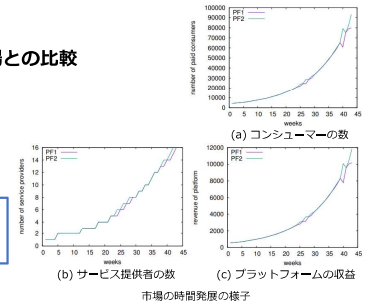 場との比較
PF1
PF2
number of paid consumers
100000
90000
80000
70000
60000
50000
40000
30000
20000
10000
0
0 5 10 15 20 25 30 35 40 45
weeks
(a) コンシューマーの数
PF1
PF2
number of service providers
16
14
12
10
8
6
4
2
0
0 5 10 15 20 25 30 35 40 45
weeks
(b) サービス提供者の数
PF1
PF2
revenue of platform
12000
10000
8000
6000
4000
2000
0
0 5 10 15 20 25 30 35 40 45
weeks
(c) プラットフォームの収益
市場の時間発展の様子